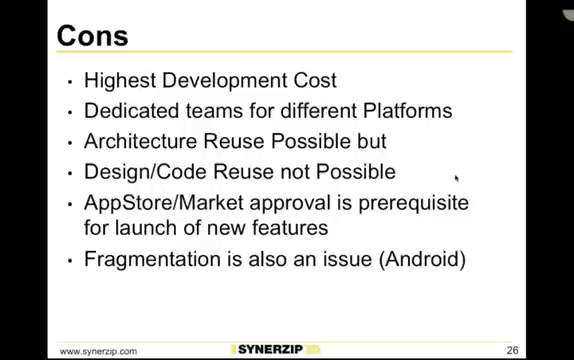 Cons
• Highest Development Cost
• Dedicated teams for different Platforms
• Architecture Reuse Possible but
• Design/Code Reuse not Possible
• AppStore/Market approval is prerequisite
for launch of new features
• Fragmentation is also an issue (Android)
www.synerzip.com
SYNERZIP
26